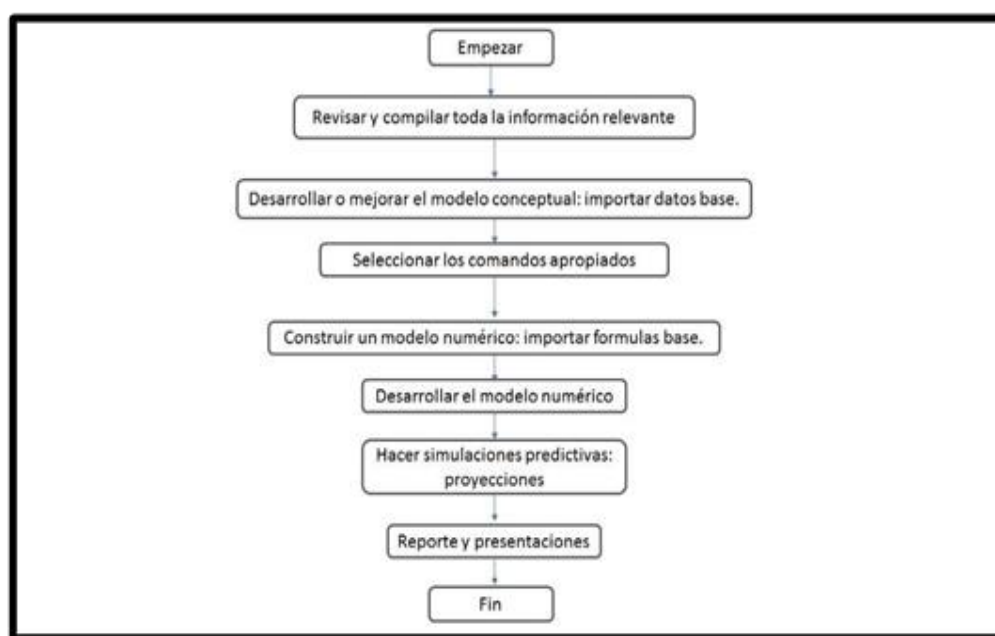 Empezar
Revisar y compilar toda la información relevante
Desarrollar o mejorar el modelo conceptual: importar datos base.
Seleccionar los comandos apropiados
Construir un modelo numérico: importar formulas base.
Desarrollar el modelo numérico
Hacer simulaciones predictivas:
proyecciones
Reporte y presentaciones
Fin